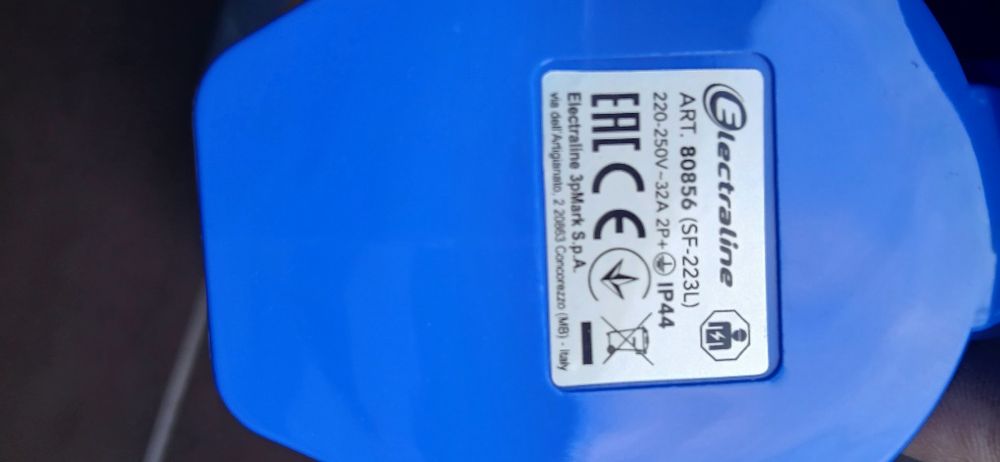 Electraline
ART. 80856 (SF-223L)
220-250V~32A 2P+⏚ IP44
EAC CE
Electraline 3pMark S.p.A.
via dell'Artigianato, 2 20863 Concorezzo (MB) - Italy